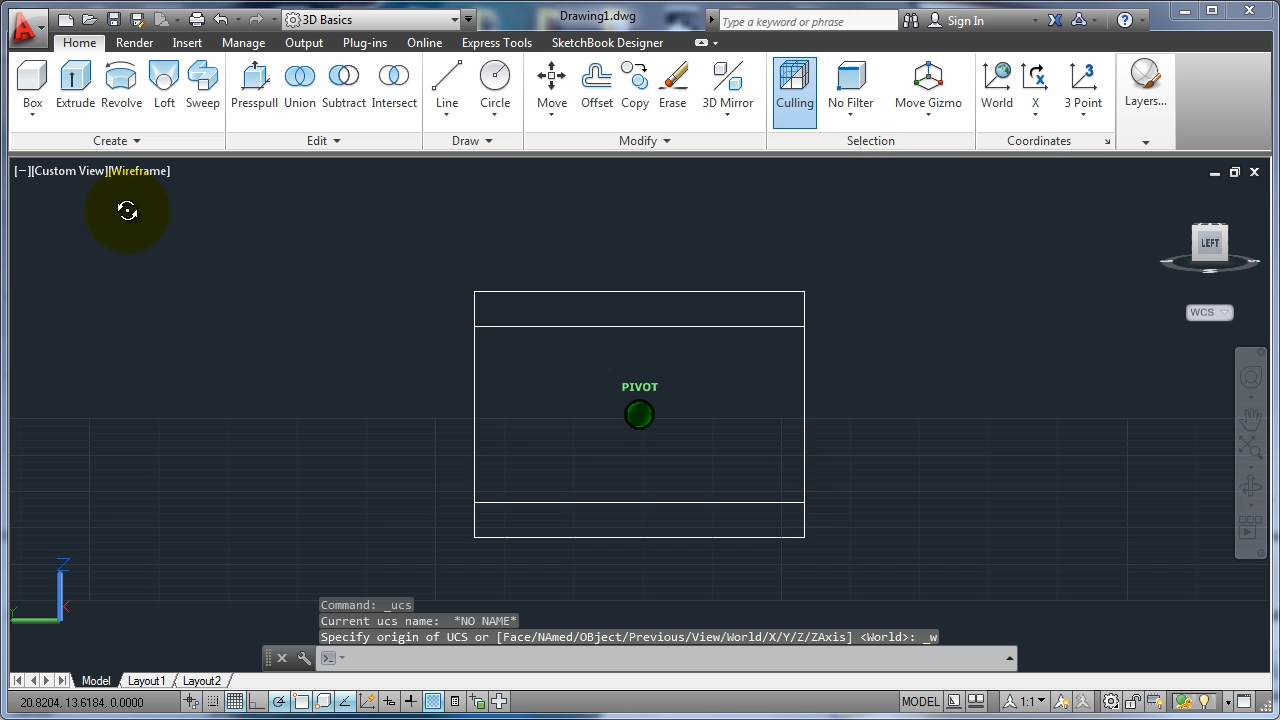 3D Basics
Drawing1.dwg
Type a keyword or phrase
Sign In
Home Render Insert Manage Output Plug-ins Online Express Tools SketchBook Designer
Box Extrude Revolve Loft Sweep Presspull Union Subtract Intersect Line Circle Move Offset Copy Erase 3D Mirror Culling No Filter Move Gizmo World X 3 Point Layers...
Create Edit Draw Modify Selection Coordinates
[−][Custom View][Wireframe]
LEFT
WCS
PIVOT
Z
Y
Command: _ucs
Current ucs name: *NO NAME*
Specify origin of UCS or [Face/NAmed/OBject/Previous/View/World/X/Y/Z/ZAxis] <World>: _w
Model Layout1 Layout2
20.8204, 13.6184, 0.0000
MODEL
1:1